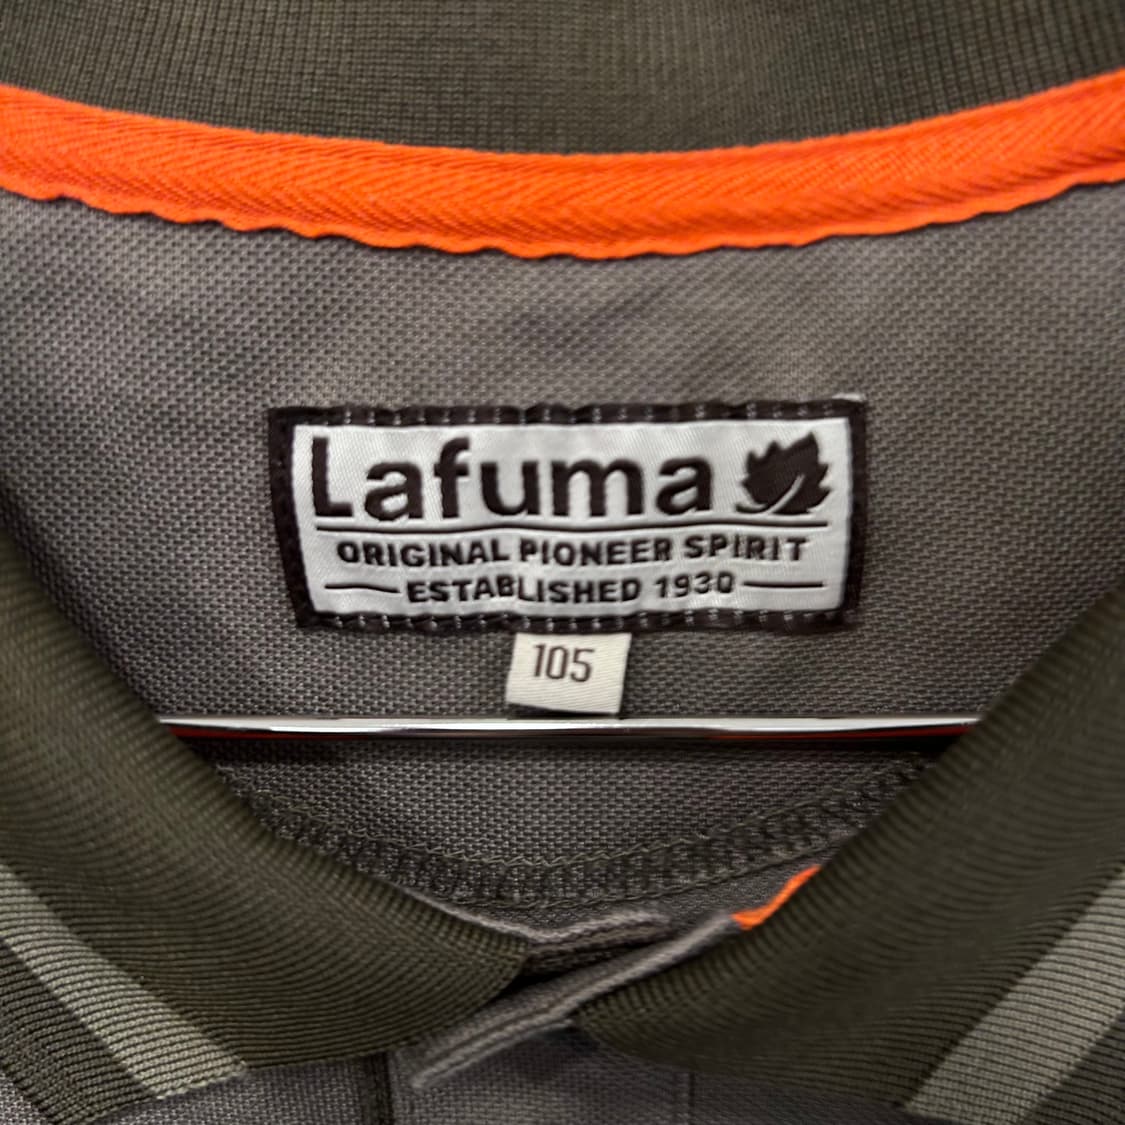 Lafuma
ORIGINAL PIONEER SPIRIT
ESTABLISHED 1930
105